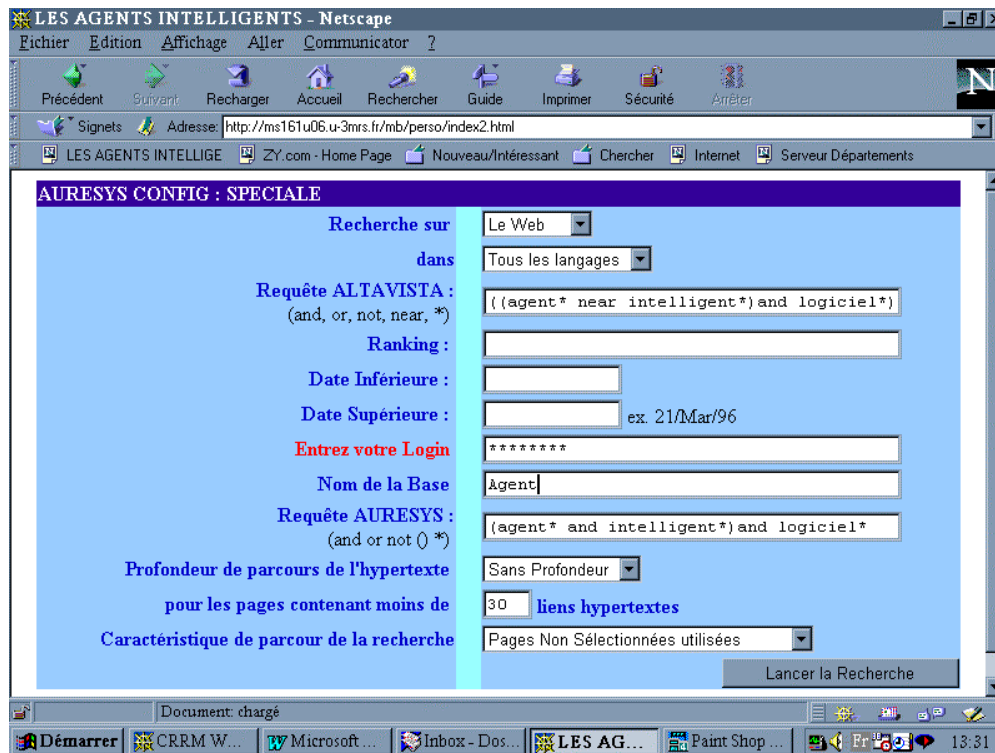 LES AGENTS INTELLIGENTS - Netscape
Fichier Edition Affichage Aller Communicator ?
Précédent Suivant Recharger Accueil Rechercher Guide Imprimer Sécurité Arrêter
N
Signets Adresse: http://ms161u06.u-3mrs.fr/mb/perso/index2.html
LES AGENTS INTELLIGE ZY.com - Home Page Nouveau/Intéressant Chercher Internet Serveur Départements
AURESYS CONFIG : SPECIALE
Recherche sur Le Web
dans Tous les langages
Requête ALTAVISTA : ((agent* near intelligent*)and logiciel*)
(and, or, not, near, *)
Ranking :
Date Inférieure :
Date Supérieure : ex. 21/Mar/96
Entrez votre Login ********
Nom de la Base Agent
Requête AURESYS : (agent* and intelligent*)and logiciel*
(and or not () *)
Profondeur de parcours de l'hypertexte Sans Profondeur
pour les pages contenant moins de 30 liens hypertextes
Caractéristique de parcour de la recherche Pages Non Sélectionnées utilisées
Lancer la Recherche
Document: chargé
Démarrer CRRM W... Microsoft... Inbox - Dos... LES AG... Paint Shop ... Fr 13:31